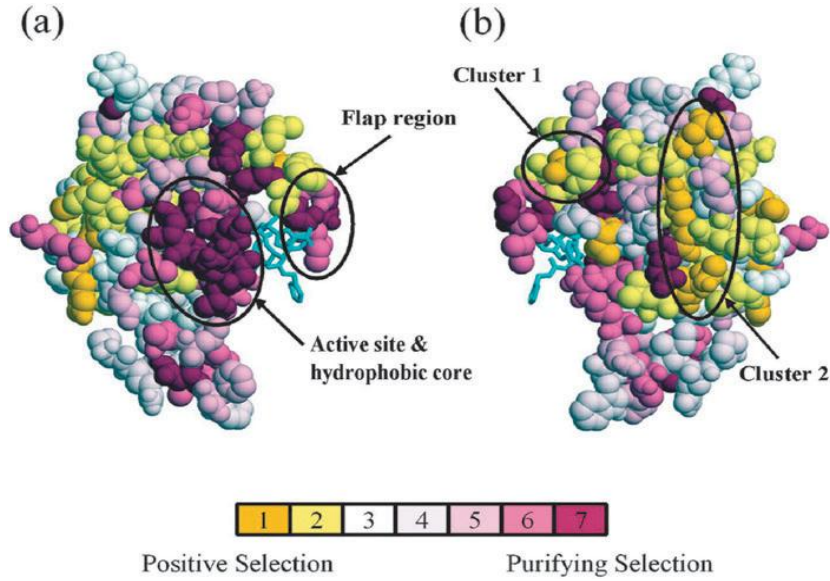 (a)
(b)
Cluster 1
Flap region
Active site &
hydrophobic core
Cluster 2
1 2 3 4 5 6 7
Positive Selection Purifying Selection